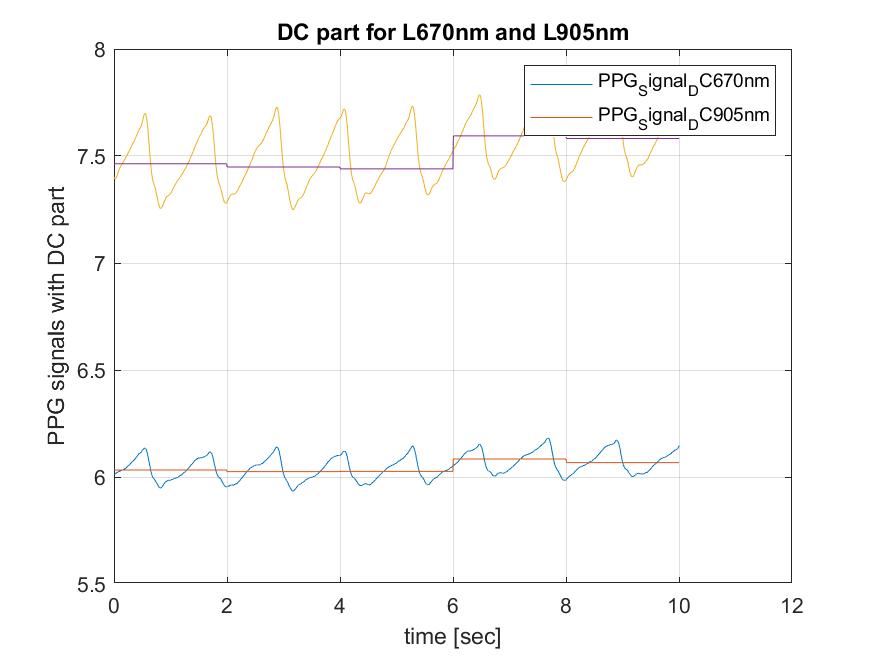 DC part for L670nm and L905nm
8
7.5
7
6.5
6
5.5
PPG signals with DC part
PPG_Signal_DC670nm
PPG_Signal_DC905nm
0 2 4 6 8 10 12
time [sec]